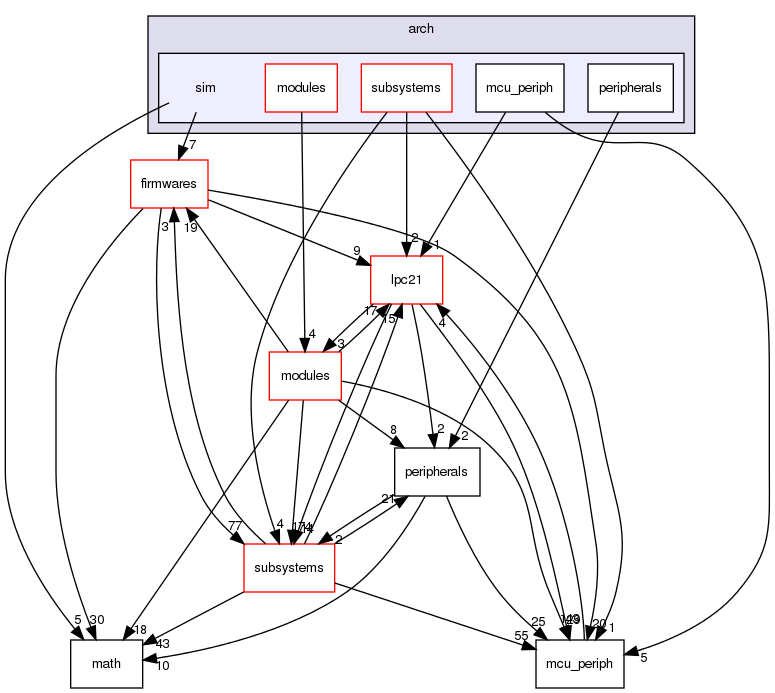 arch
sim
modules
subsystems
mcu_periph
peripherals
7
firmwares
3
19
9
2
1
lpc21
17
15
4
4
3
modules
8
2
2
peripherals
21
2
77
4
subsystems
5
30
18
43
10
25
55
20
1
5
math
mcu_periph